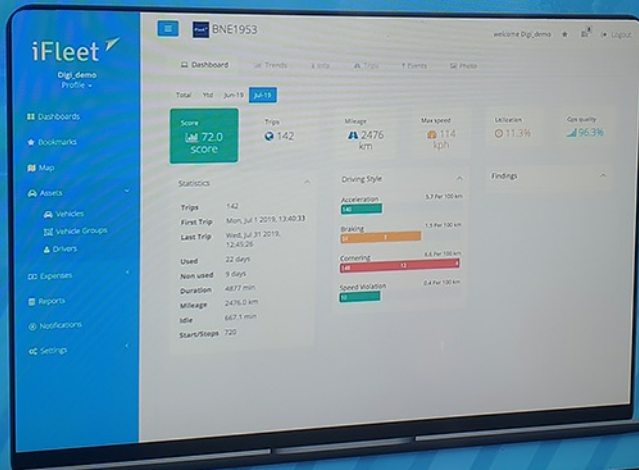 iFleet
Digi_demo
Profile
Dashboards
Bookmarks
Map
Assets
Vehicles
Vehicle Groups
Drivers
Expenses
Reports
Notifications
Settings
BNE1953
welcome Digi_demo
Logout
Dashboard Trends Info Trips Events Photo
Total Ytd Jun-19 Jul-19
Score
72.0
score
Trips
142
Mileage
2476
km
Max speed
114
kph
Utilization
11.3%
Gps quality
96.3%
Statistics
Trips 142
First Trip Mon, Jul 1 2019, 13:40:33
Last Trip Wed, Jul 31 2019,
12:45:26
Used 22 days
Non used 9 days
Duration 4877 min
Mileage 2476.0 km
Idle 667.1 min
Start/Stops 720
Driving Style
Acceleration 5.7 Per 100 km
140
Braking 1.5 Per 100 km
Cornering 6.6 Per 100 km
148 12 4
Speed Violation 0.4 Per 100 km
10
Findings